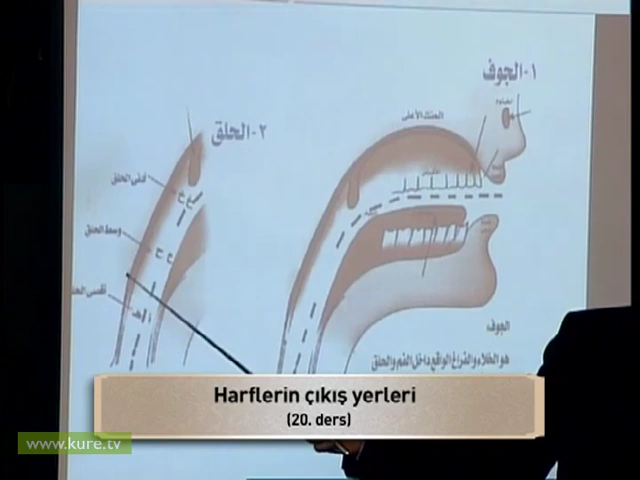 ١- الجوف
٢- الحلق
الحنك الأعلى
أدنى الحلق
وسط الحلق
غ خ
ع ح
أقصى الحلق
الجوف
هو الخلاء والفراغ الواقع داخل الفم والحلق
Harflerin çıkış yerleri
(20. ders)
www.kure.tv